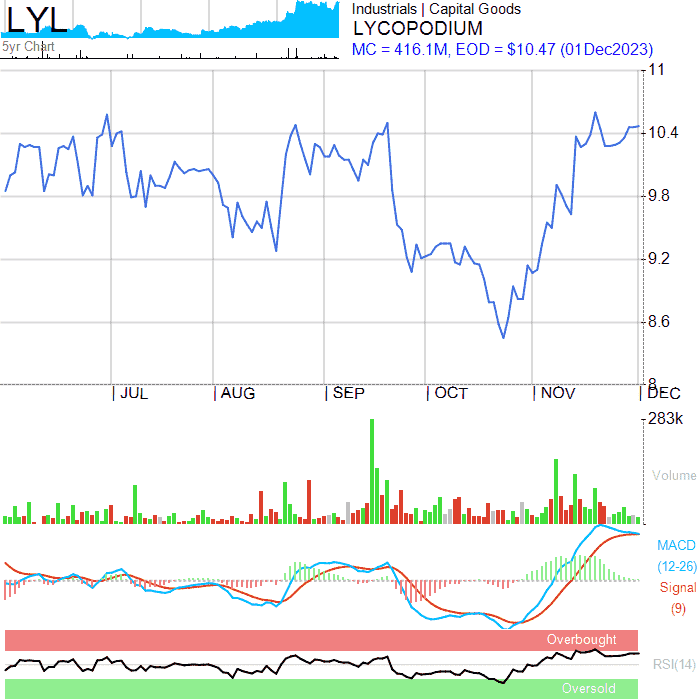 LYL
5yr Chart
Industrials | Capital Goods
LYCOPODIUM
MC = 416.1M, EOD = $10.47 (01Dec2023)
11
10.4
9.8
9.2
8.6
8
| JUL | AUG | SEP | OCT | NOV | DEC
283k
Volume
MACD
(12-26)
Signal
(9)
Overbought
RSI(14)
Oversold